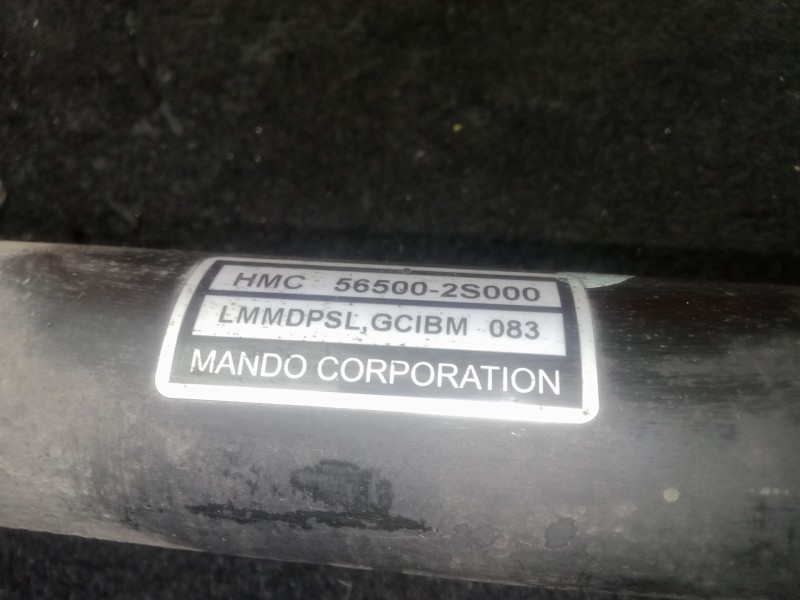 HMC 56500-2S000
LMMDPSL,GCIBM 083
MANDO CORPORATION